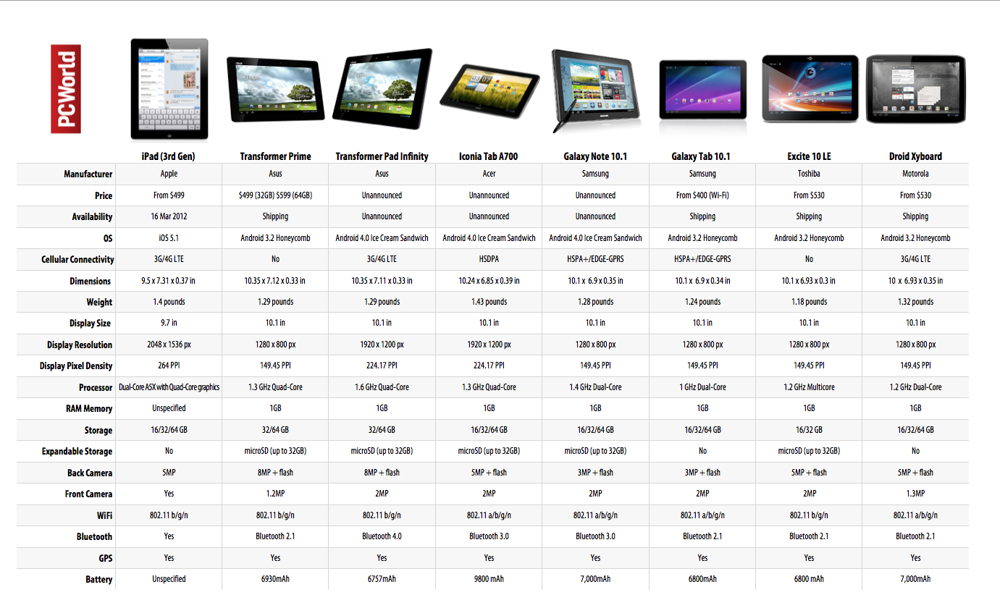 PCWorld
iPad (3rd Gen) Transformer Prime Transformer Pad Infinity Iconia Tab A700 Galaxy Note 10.1 Galaxy Tab 10.1 Excite 10 LE Droid Xyboard
Manufacturer Apple Asus Asus Acer Samsung Samsung Toshiba Motorola
Price From $499 $499 (32GB) $599 (64GB) Unannounced Unannounced Unannounced From $400 (Wi-Fi) From $530 From $530
Availability 16 Mar 2012 Shipping Unannounced Unannounced Unannounced Shipping Shipping Shipping
OS iOS 5.1 Android 3.2 Honeycomb Android 4.0 Ice Cream Sandwich Android 4.0 Ice Cream Sandwich Android 4.0 Ice Cream Sandwich Android 3.2 Honeycomb Android 3.2 Honeycomb Android 3.2 Honeycomb
Cellular Connectivity 3G/4G LTE No 3G/4G LTE HSDPA HSPA+/EDGE-GPRS HSPA+/EDGE-GPRS No 3G/4G LTE
Dimensions 9.5 x 7.31 x 0.37 in 10.35 x 7.12 x 0.33 in 10.35 x 7.11 x 0.33 in 10.24 x 6.85 x 0.39 in 10.1 x 6.9 x 0.35 in 10.1 x 6.9 x 0.34 in 10.1 x 6.93 x 0.3 in 10 x 6.93 x 0.35 in
Weight 1.4 pounds 1.29 pounds 1.29 pounds 1.43 pounds 1.28 pounds 1.24 pounds 1.18 pounds 1.32 pounds
Display Size 9.7 in 10.1 in 10.1 in 10.1 in 10.1 in 10.1 in 10.1 in 10.1 in
Display Resolution 2048 x 1536 px 1280 x 800 px 1920 x 1200 px 1920 x 1200 px 1280 x 800 px 1280 x 800 px 1280 x 800 px 1280 x 800 px
Display Pixel Density 264 PPI 149.45 PPI 224.17 PPI 224.17 PPI 149.45 PPI 149.45 PPI 149.45 PPI 149.45 PPI
Processor Dual-Core A5X with Quad-Core graphics 1.3 GHz Quad-Core 1.6 GHz Quad-Core 1.3 GHz Quad-Core 1.4 GHz Dual-Core 1 GHz Dual-Core 1.2 GHz Multicore 1.2 GHz Dual-Core
RAM Memory Unspecified 1GB 1GB 1GB 1GB 1GB 1GB 1GB
Storage 16/32/64 GB 32/64 GB 32/64 GB 16/32/64 GB 16/32/64 GB 16/32/64 GB 16/32 GB 16/32/64 GB
Expandable Storage No microSD (up to 32GB) microSD (up to 32GB) microSD (up to 32GB) microSD (up to 32GB) No microSD (up to 32GB) No
Back Camera 5MP 8MP + flash 8MP + flash 5MP + flash 3MP + flash 3MP + flash 5MP + flash 5MP + flash
Front Camera Yes 1.2MP 2MP 2MP 2MP 2MP 2MP 1.3MP
WiFi 802.11 b/g/n 802.11 b/g/n 802.11 b/g/n 802.11 a/b/g/n 802.11 a/b/g/n 802.11 a/b/g/n 802.11 b/g/n 802.11 a/b/g/n
Bluetooth Yes Bluetooth 2.1 Bluetooth 4.0 Bluetooth 3.0 Bluetooth 3.0 Bluetooth 2.1 Bluetooth 2.1 Bluetooth 2.1
GPS Yes Yes Yes Yes Yes Yes Yes Yes
Battery Unspecified 6930mAh 6757mAh 9800 mAh 7,000mAh 6800mAh 6800 mAh 7,000mAh